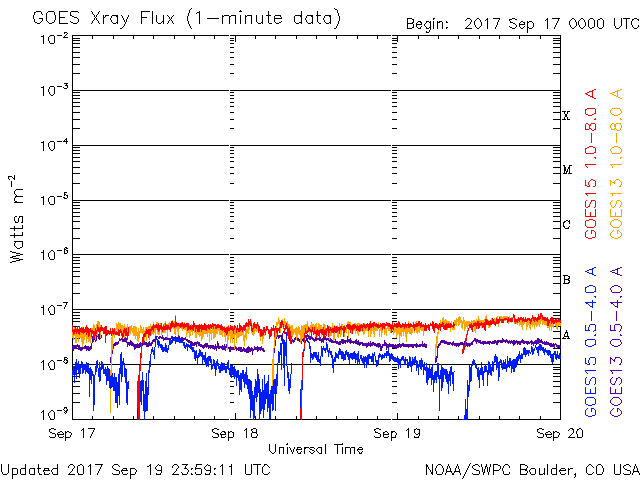 GOES Xray Flux (1-minute data)
Begin: 2017 Sep 17 0000 UTC
10⁻²
10⁻³
10⁻⁴
10⁻⁵
10⁻⁶
10⁻⁷
10⁻⁸
10⁻⁹
Watts m⁻²
X
M
C
B
A
GOES15 1.0-8.0 A
GOES13 1.0-8.0 A
GOES15 0.5-4.0 A
GOES13 0.5-4.0 A
Sep 17
Sep 18
Sep 19
Sep 20
Universal Time
Updated 2017 Sep 19 23:59:11 UTC
NOAA/SWPC Boulder, CO USA